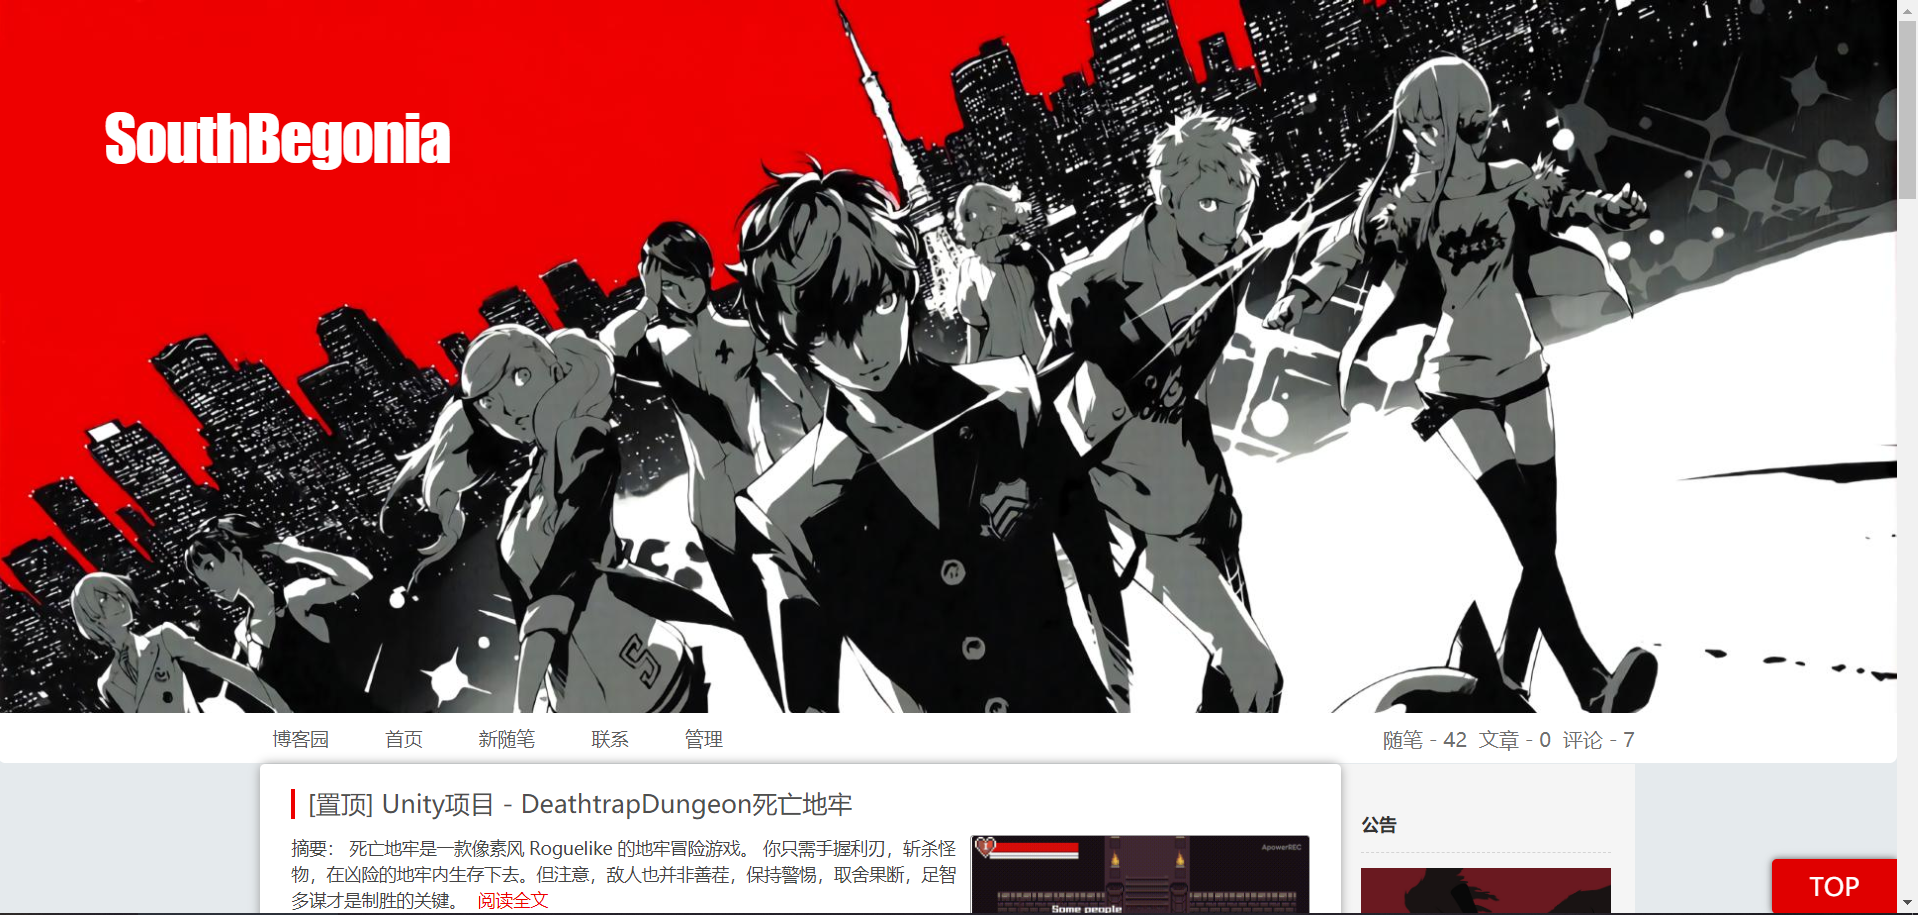 SouthBegonia
S
博客园 首页 新随笔 联系 管理
随笔 - 42 文章 - 0 评论 - 7
[置顶] Unity项目 - DeathtrapDungeon死亡地牢
摘要： 死亡地牢是一款像素风 Roguelike 的地牢冒险游戏。 你只需手握利刃，斩杀怪
物，在凶险的地牢内生存下去。但注意，敌人也并非善茬，保持警惕，取舍果断，足智
多谋才是制胜的关键。 阅读全文
ApowerREC
Some people
公告
TOP